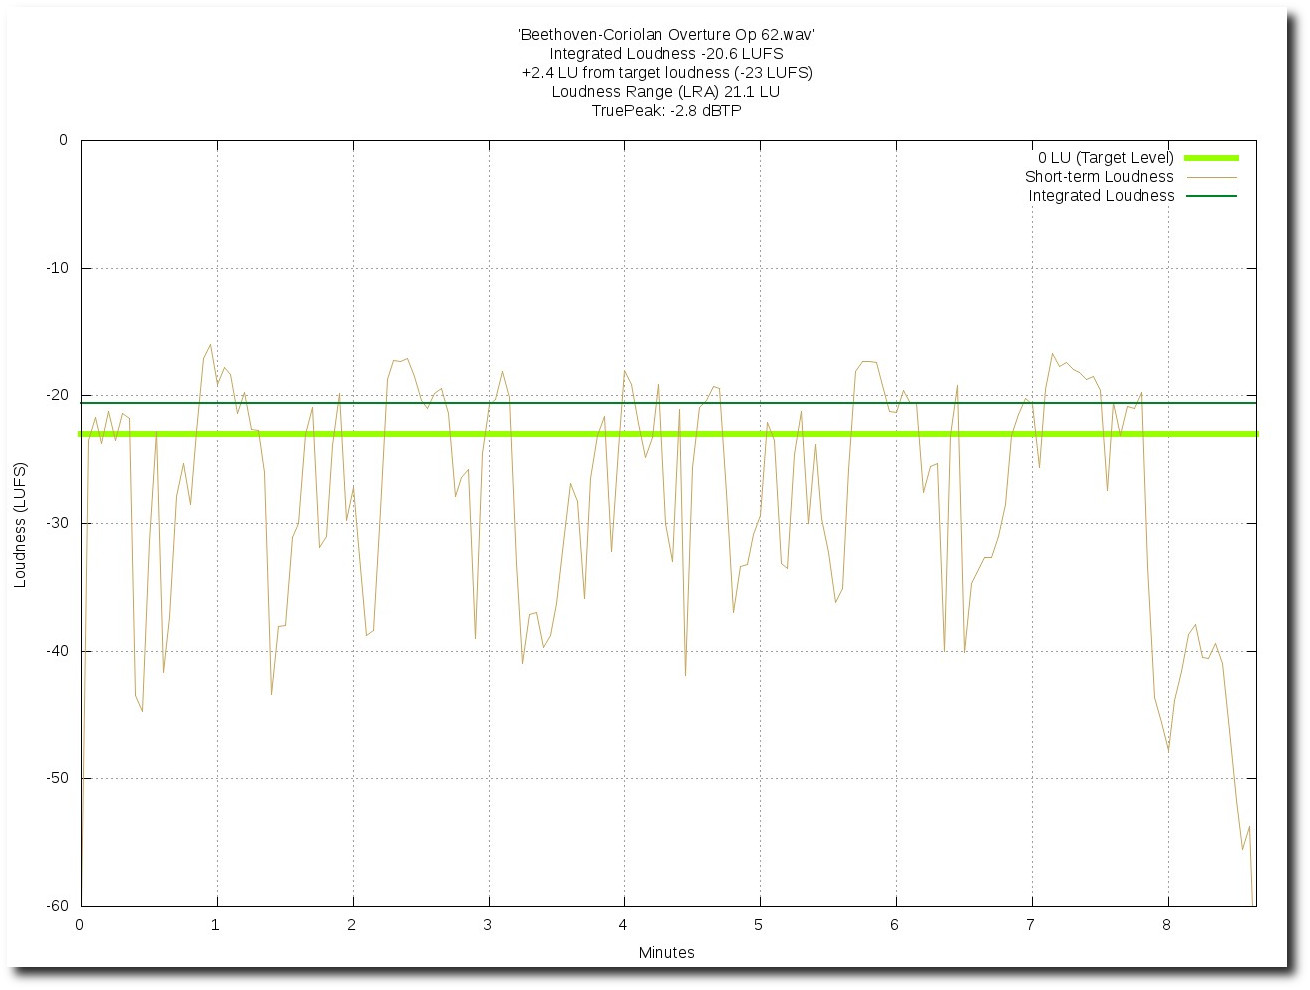 'Beethoven-Coriolan Overture Op 62.wav'
Integrated Loudness -20.6 LUFS
+2.4 LU from target loudness (-23 LUFS)
Loudness Range (LRA) 21.1 LU
TruePeak: -2.8 dBTP
0 LU (Target Level)
Short-term Loudness
Integrated Loudness
0
-10
-20
-30
-40
-50
-60
Loudness (LUFS)
0 1 2 3 4 5 6 7 8
Minutes